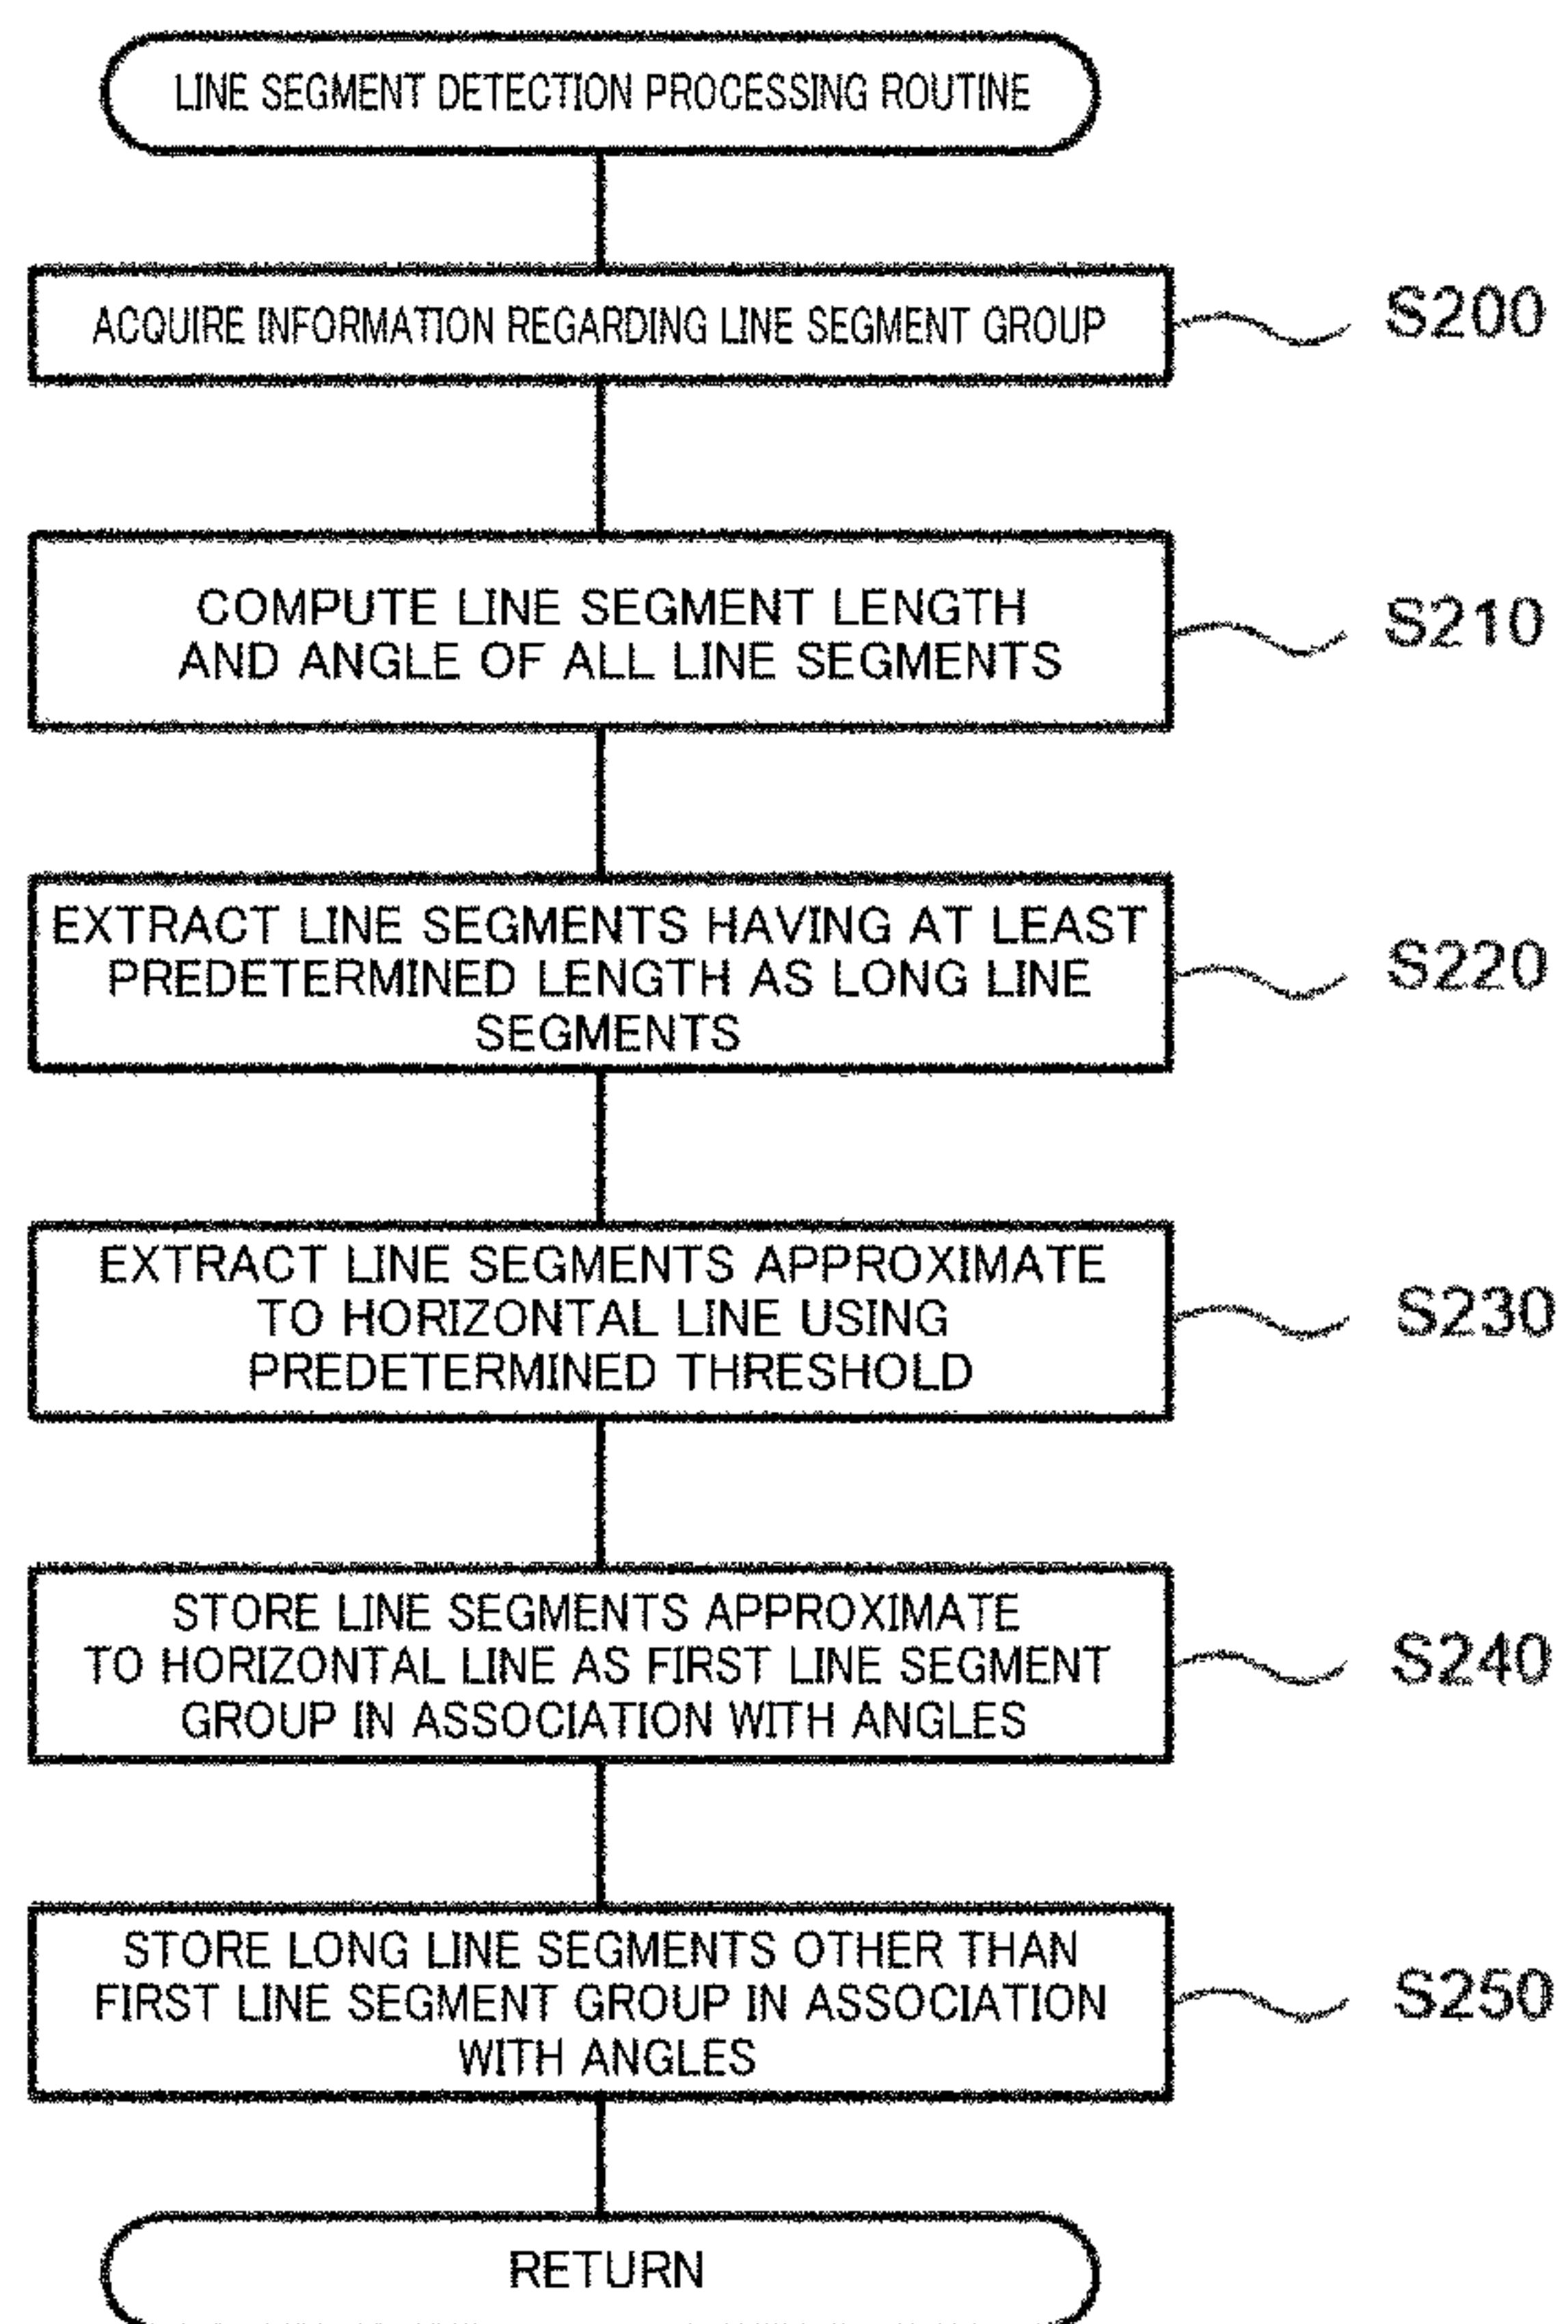 LINE SEGMENT DETECTION PROCESSING ROUTINE
ACQUIRE INFORMATION REGARDING LINE SEGMENT GROUP
S200
COMPUTE LINE SEGMENT LENGTH
AND ANGLE OF ALL LINE SEGMENTS
S210
EXTRACT LINE SEGMENTS HAVING AT LEAST
PREDETERMINED LENGTH AS LONG LINE
SEGMENTS
S220
EXTRACT LINE SEGMENTS APPROXIMATE
TO HORIZONTAL LINE USING
PREDETERMINED THRESHOLD
S230
STORE LINE SEGMENTS APPROXIMATE
TO HORIZONTAL LINE AS FIRST LINE SEGMENT
GROUP IN ASSOCIATION WITH ANGLES
S240
STORE LONG LINE SEGMENTS OTHER THAN
FIRST LINE SEGMENT GROUP IN ASSOCIATION
WITH ANGLES
S250
RETURN